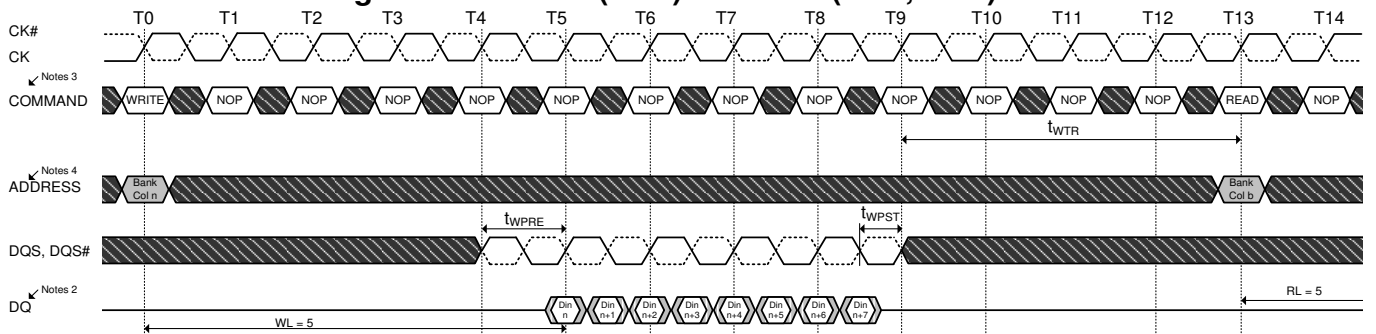 T0 T1 T2 T3 T4 T5 T6 T7 T8 T9 T10 T11 T12 T13 T14
CK#
CK
Notes 3
COMMAND WRITE NOP NOP NOP NOP NOP NOP NOP NOP NOP NOP NOP NOP READ NOP
tWTR
Notes 4
ADDRESS
Bank
Col n
Bank
Col b
tWPRE
tWPST
DQS, DQS#
Notes 2
DQ
Din
n
Din
n+1
Din
n+2
Din
n+3
Din
n+4
Din
n+5
Din
n+6
Din
n+7
RL = 5
WL = 5